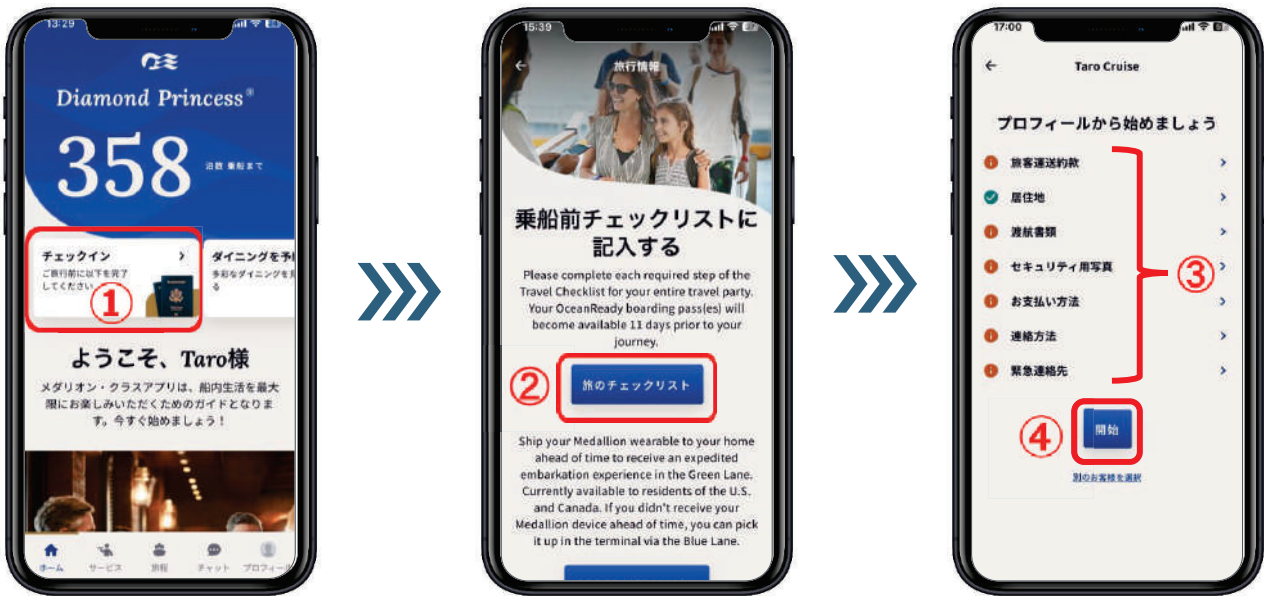 13:29
Diamond Princess®
358
泊数 乗船まで
チェックイン
ご旅行前に以下を完了
してください
①
ダイニングを予
多彩なダイニングを見
る
ようこそ、Taro様
メダリオン・クラスアプリは、船内生活を最大
限にお楽しみいただくためのガイドとなりま
す。今すぐ始めましょう！
ホーム
サービス
旅程
チャット
プロフィール
15:39
旅行情報
乗船前チェックリストに
記入する
Please complete each required step of the
Travel Checklist for your entire travel party.
Your OceanReady boarding pass(es) will
become available 11 days prior to your
journey.
②
旅のチェックリスト
Ship your Medallion wearable to your home
ahead of time to receive an expedited
embarkation experience in the Green Lane.
Currently available to residents of the U.S.
and Canada. If you didn't receive your
Medallion device ahead of time, you can pick
it up in the terminal via the Blue Lane.
17:00
Taro Cruise
プロフィールから始めましょう
旅客運送約款
居住地
渡航書類
セキュリティ用写真
③
お支払い方法
連絡方法
緊急連絡先
④
開始
別のお客様を選択